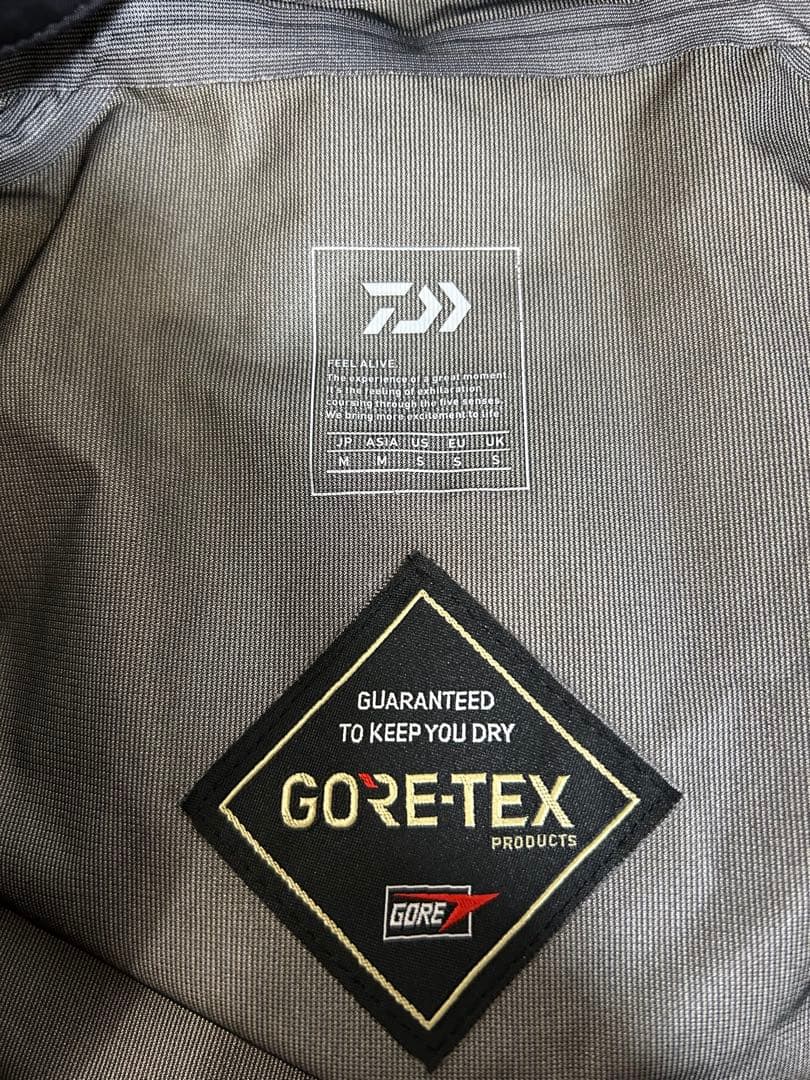 FEEL ALIVE.
The experience of a great moment.
It's the feeling of exhilaration
coursing through the five senses.
We bring more excitement to life.
JP ASIA US EU UK
M M S S S
GUARANTEED
TO KEEP YOU DRY
GORE-TEX
PRODUCTS
GORE